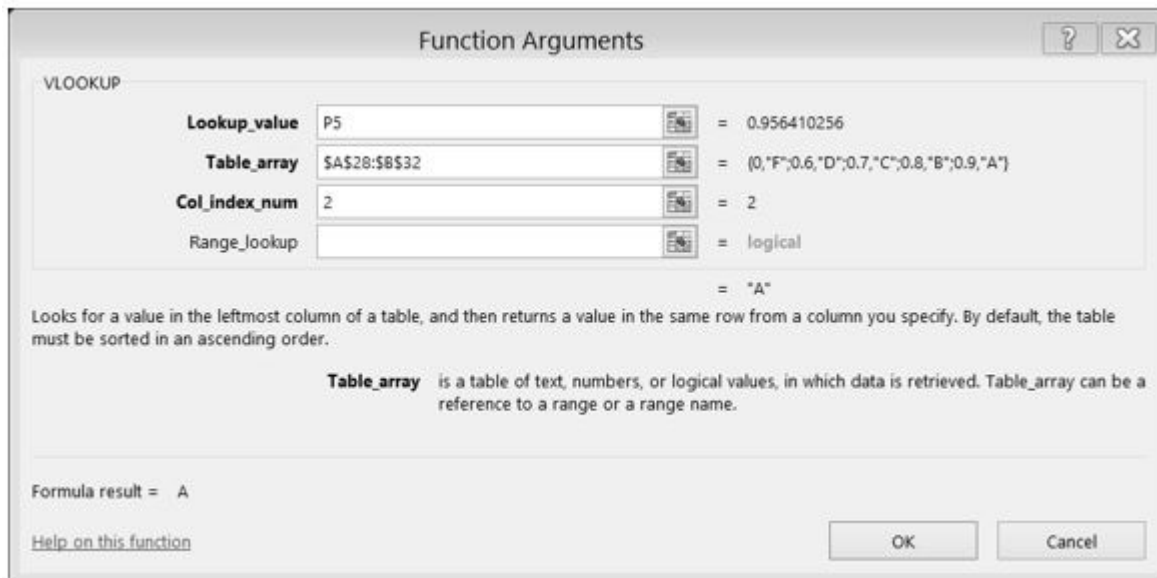 Function Arguments
VLOOKUP
Lookup_value P5 = 0.956410256
Table_array $A$28:$B$32 = {0,"F";0.6,"D";0.7,"C";0.8,"B";0.9,"A"}
Col_index_num 2 = 2
Range_lookup = logical
= "A"
Looks for a value in the leftmost column of a table, and then returns a value in the same row from a column you specify. By default, the table
must be sorted in an ascending order.
Table_array is a table of text, numbers, or logical values, in which data is retrieved. Table_array can be a
reference to a range or a range name.
Formula result = A
Help on this function OK Cancel